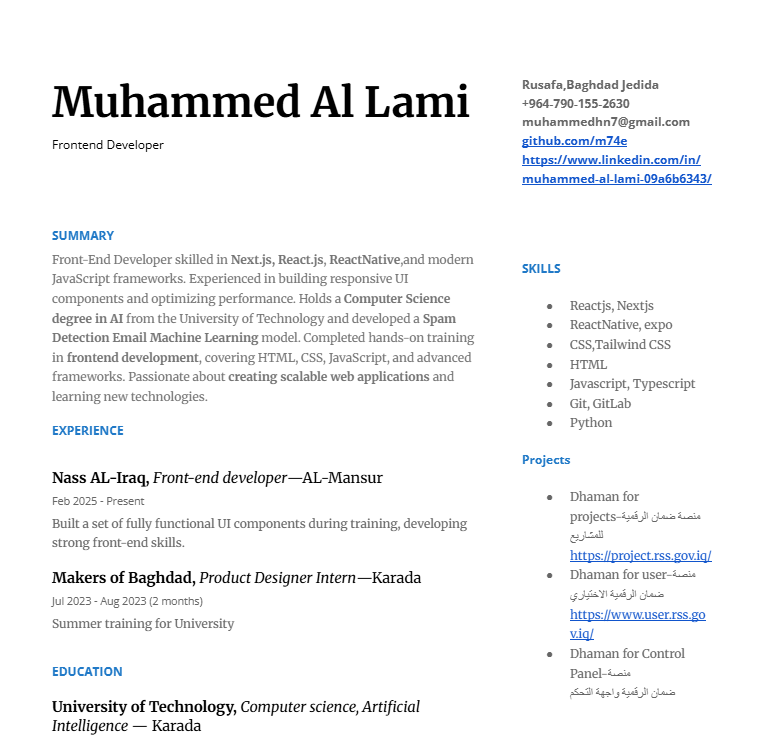 Muhammed Al Lami
Frontend Developer
Rusafa,Baghdad Jedida
+964-790-155-2630
muhammedhn7@gmail.com
github.com/m74e
https://www.linkedin.com/in/
muhammed-al-lami-09a6b6343/
SUMMARY
Front-End Developer skilled in Next.js, React.js, ReactNative,and modern
JavaScript frameworks. Experienced in building responsive UI
components and optimizing performance. Holds a Computer Science
degree in AI from the University of Technology and developed a Spam
Detection Email Machine Learning model. Completed hands-on training
in frontend development, covering HTML, CSS, JavaScript, and advanced
frameworks. Passionate about creating scalable web applications and
learning new technologies.
EXPERIENCE
Nass AL-Iraq, Front-end developer—AL-Mansur
Feb 2025 - Present
Built a set of fully functional UI components during training, developing
strong front-end skills.
Makers of Baghdad, Product Designer Intern—Karada
Jul 2023 - Aug 2023 (2 months)
Summer training for University
EDUCATION
University of Technology, Computer science, Artificial
Intelligence — Karada
SKILLS
● Reactjs, Nextjs
● ReactNative, expo
● CSS,Tailwind CSS
● HTML
● Javascript, Typescript
● Git, GitLab
● Python
Projects
● Dhaman for
projects-منصة ضمان الرقمية
للمشاريع
https://project.rss.gov.iq/
● Dhaman for user-منصة
ضمان الرقمية الاختياري
https://www.user.rss.go
v.iq/
● Dhaman for Control
Panel-منصة
ضمان الرقمية واجهة التحكم